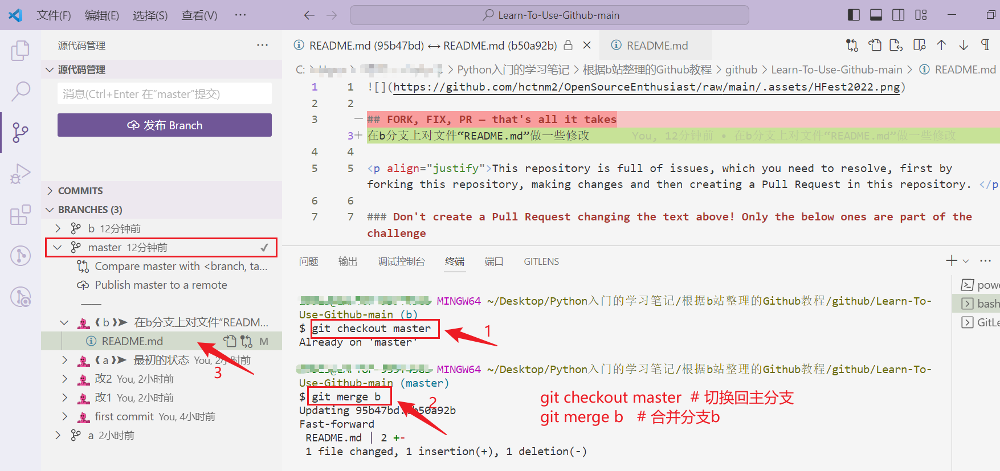 文件(F) 编辑(E) 选择(S) 查看(V) ··· Learn-To-Use-Github-main
源代码管理 ···
源代码管理
消息(Ctrl+Enter 在“master”提交)
发布 Branch
COMMITS
BRANCHES (3)
b 12分钟前
master 12分钟前
Compare master with <branch, ta...
Publish master to a remote
❨ b ❩➤ 在b分支上对文件“READM...
README.md M
❨ a ❩➤ 最初的状态 You, 2小时前
改2 You, 2小时前
改1 You, 2小时前
first commit You, 4小时前
a 2小时前
README.md (95b47bd) ↔ README.md (b50a92b) README.md
C: > > > Python入门的学习笔记 > 根据b站整理的Github教程 > github > Learn-To-Use-Github-main > README.md
1 1 ![](https://github.com/hctnm2/OpenSourceEnthusiast/raw/main/.assets/HFest2022.png)
2 2
3 — ## FORK, FIX, PR — that's all it takes
3+ 在b分支上对文件“README.md”做一些修改 You, 12分钟前 • 在b分支上对文件“README.md”做一些修改
4 4
5 5 <p align="justify">This repository is full of issues, which you need to resolve, first by
forking this repository, making changes and then creating a Pull Request in this repository. </p
6 6
7 7 ### Don't create a Pull Request changing the text above! Only the below ones are part of the
challenge
问题 输出 调试控制台 终端 端口 GITLENS
MINGW64 ~/Desktop/Python入门的学习笔记/根据b站整理的Github教程/github/Learn-To-
Use-Github-main (b)
$ git checkout master 1
Already on 'master'
MINGW64 ~/Desktop/Python入门的学习笔记/根据b站整理的Github教程/github/Learn-To-
Use-Github-main (master)
$ git merge b 2
Updating 95b47bd..b50a92b
Fast-forward
README.md | 2 +-
1 file changed, 1 insertion(+), 1 deletion(-)
git checkout master # 切换回主分支
git merge b # 合并分支b
3
powe
bash
GitLe